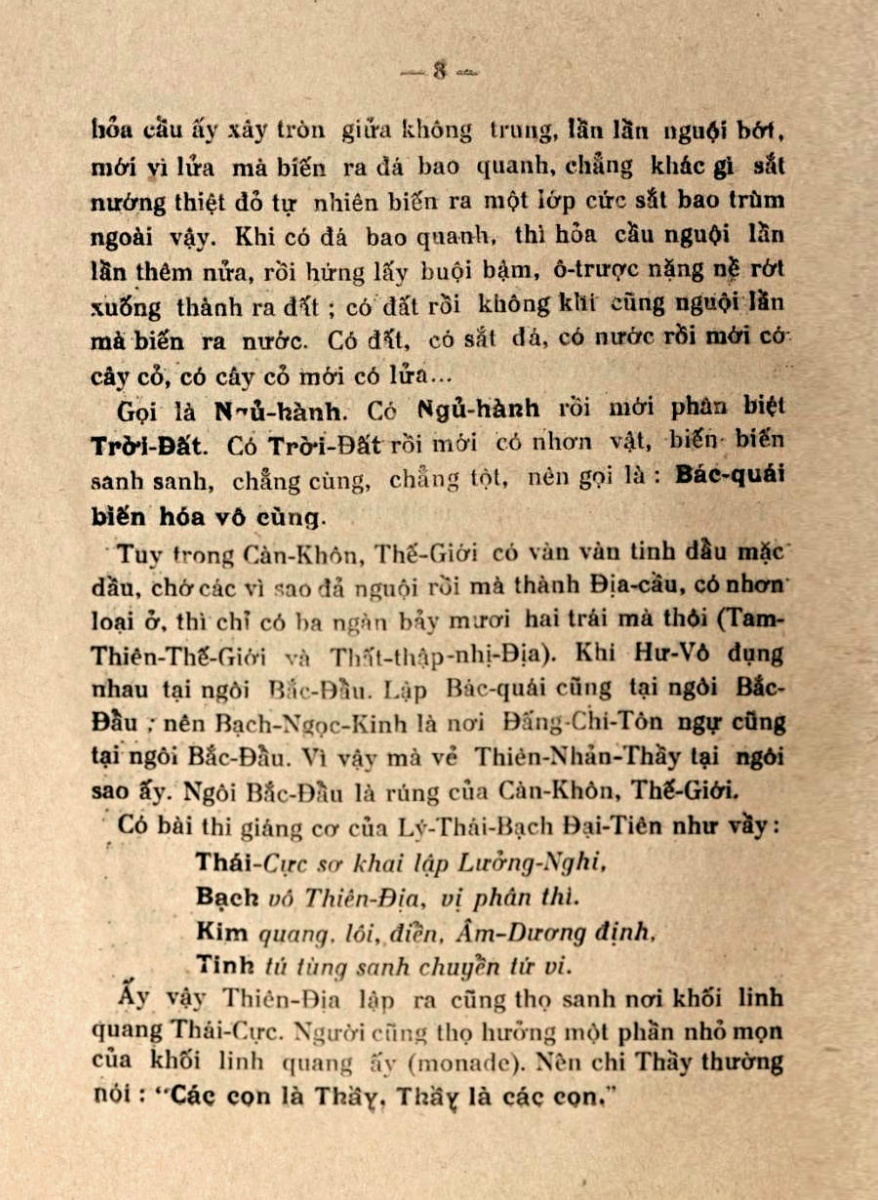 — 8 —
hỏa cầu ấy xây tròn giửa không trung, lần lần nguội bớt,
mới vì lửa mà biến ra đá bao quanh, chẳng khác gì sắt
nướng thiệt đỏ tự nhiên biến ra một lớp cức sắt bao trùm
ngoài vậy. Khi có đá bao quanh, thì hỏa cầu nguội lần
lần thêm nửa, rồi hứng lấy buội bậm, ô-trược nặng nề rớt
xuống thành ra đất ; có đất rồi không khi cũng nguội lần
mà biến ra nước. Có đất, có sắt đá, có nước rồi mới có
cây cỏ, có cây cỏ mới có lửa...
Gọi là Ngủ-hành. Có Ngủ-hành rồi mới phân biệt
Trời-Đất. Có Trời-Đất rồi mới có nhơn vật, biến biến
sanh sanh, chẳng cùng, chẳng tột, nên gọi là : Bác-quái
biến hóa vô cùng.
Tuy trong Càn-Khôn, Thế-Giới có vàn vàn tinh dầu mặc
dầu, chớ các vì sao đả nguội rồi mà thành Địa-cầu, có nhơn
loại ở, thì chỉ có ba ngàn bảy mươi hai trái mà thôi (Tam-
Thiên-Thế-Giới và Thất-thập-nhị-Địa). Khi Hư-Vô dụng
nhau tại ngôi Bắc-Đầu. Lập Bác-quái cũng tại ngôi Bắc-
Đầu ; nên Bạch-Ngọc-Kinh là nơi Đấng-Chi-Tôn ngự cũng
tại ngôi Bắc-Đầu. Vì vậy mà vẻ Thiên-Nhản-Thầy tại ngôi
sao ấy. Ngôi Bắc-Đầu là rúng của Càn-Khôn, Thế-Giới.
Có bài thi giáng cơ của Lý-Thái-Bạch Đại-Tiên như vầy :
Thái-Cực sơ khai lập Lưởng-Nghi,
Bạch vô Thiên-Địa, vị phân thì.
Kim quang, lôi, điền, Âm-Dương định,
Tinh tú tùng sanh chuyền tứ vi.
Ấy vậy Thiên-Địa lập ra cũng thọ sanh nơi khối linh
quang Thái-Cực. Người cũng thọ hưởng một phần nhỏ mọn
của khối linh quang ấy (monade). Nên chi Thầy thường
nói : “Các con là Thầy, Thầy là các con.”